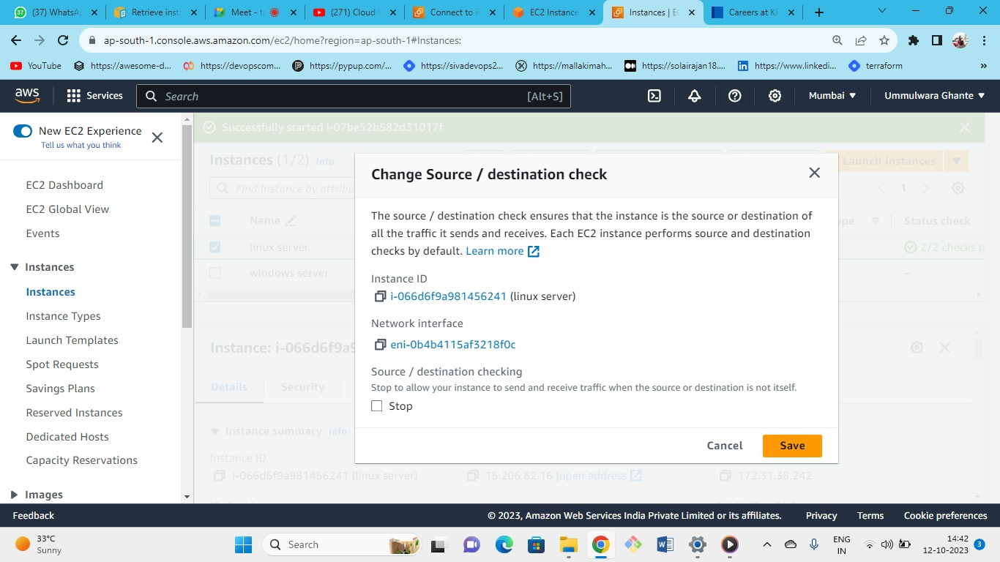 (37) WhatsA
Retrieve inst
Meet - ta
(271) Cloud
Connect to i
EC2 Instance
Instances | EC
Careers at KP
ap-south-1.console.aws.amazon.com/ec2/home?region=ap-south-1#Instances:
YouTube
https://awesome-d...
https://devopscom...
https://pypup.com/...
https://sivadevops2...
https://mallakimah...
https://solairajan18....
https://www.linkedi...
terraform
aws
Services
Search
[Alt+S]
Mumbai
Ummulwara Ghante
New EC2 Experience
Tell us what you think
EC2 Dashboard
EC2 Global View
Events
Instances
Instances
Instance Types
Launch Templates
Spot Requests
Savings Plans
Reserved Instances
Dedicated Hosts
Capacity Reservations
Images
Successfully started i-07be52b582d31017f
Instances (1/2) Info
Launch instances
Find Instance by attribu
1
Name
ype
Status check
linux server
2/2 checks p
windows server
–
Change Source / destination check
The source / destination check ensures that the instance is the source or destination of
all the traffic it sends and receives. Each EC2 instance performs source and destination
checks by default. Learn more
Instance ID
i-066d6f9a981456241 (linux server)
Network interface
eni-0b4b4115af3218f0c
Source / destination checking
Stop to allow your instance to send and receive traffic when the source or destination is not itself.
Stop
Cancel
Save
Instance: i-066d6f9a9
Details
Security
Instance summary Info
Instance ID
i-066d6f9a981456241 (linux server)
15.206.82.16 |open address
172.31.38.242
Feedback
© 2023, Amazon Web Services India Private Limited or its affiliates.
Privacy
Terms
Cookie preferences
33°C
Sunny
Search
ENG
IN
14:42
12-10-2023
3